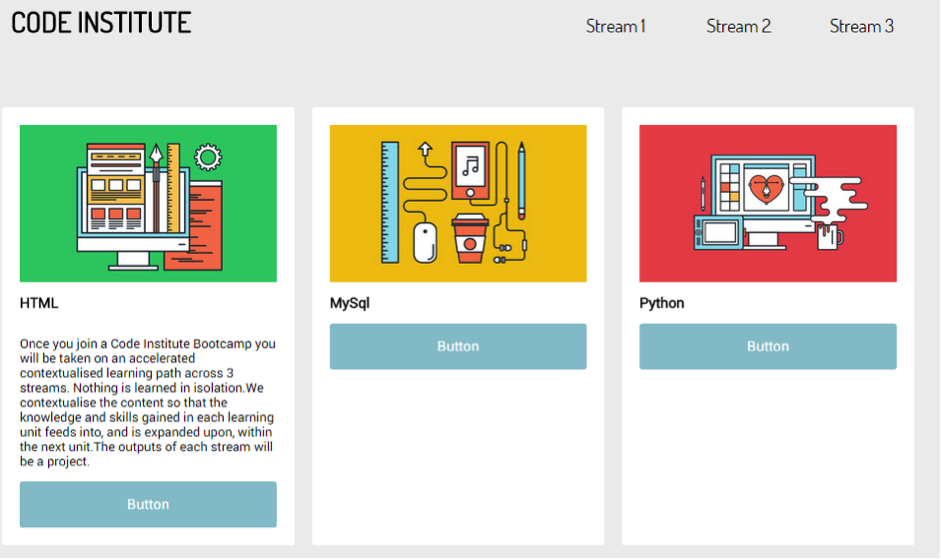 CODE INSTITUTE
Stream 1
Stream 2
Stream 3
HTML
Once you join a Code Institute Bootcamp you
will be taken on an accelerated
contextualised learning path across 3
streams. Nothing is learned in isolation.We
contextualise the content so that the
knowledge and skills gained in each learning
unit feeds into, and is expanded upon, within
the next unit.The outputs of each stream will
be a project.
Button
MySql
Button
Python
Button